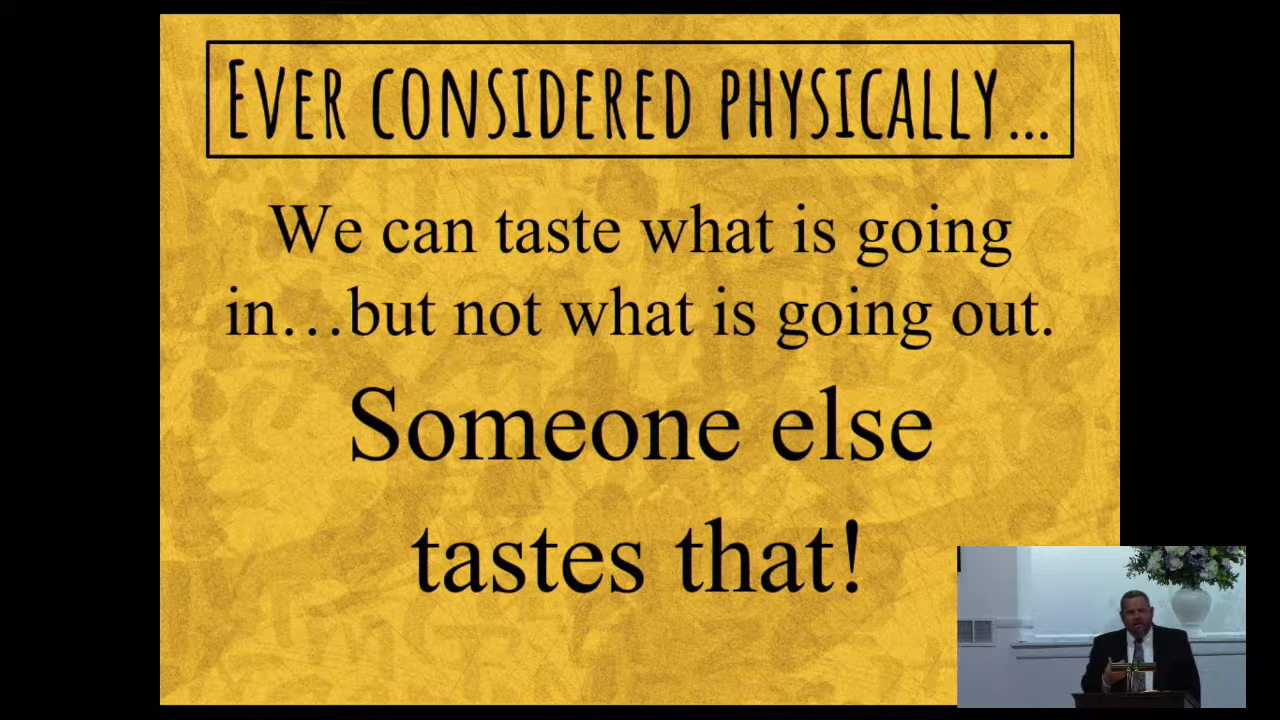 EVER CONSIDERED PHYSICALLY...
We can taste what is going
in…but not what is going out.
Someone else
tastes that!